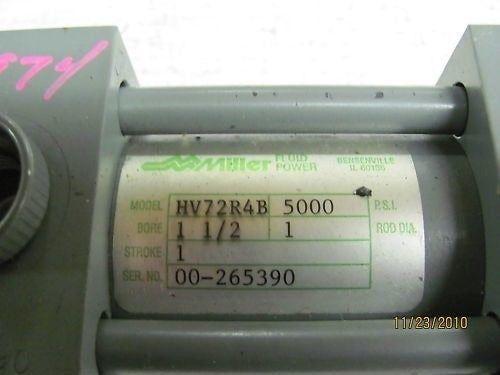 974
Miller FLUID POWER BENSENVILLE IL 60106
MODEL HV72R4B 5000 P.S.I.
BORE 1 1/2 1 ROD DIA.
STROKE 1
SER. NO. 00-265390
11/23/2010